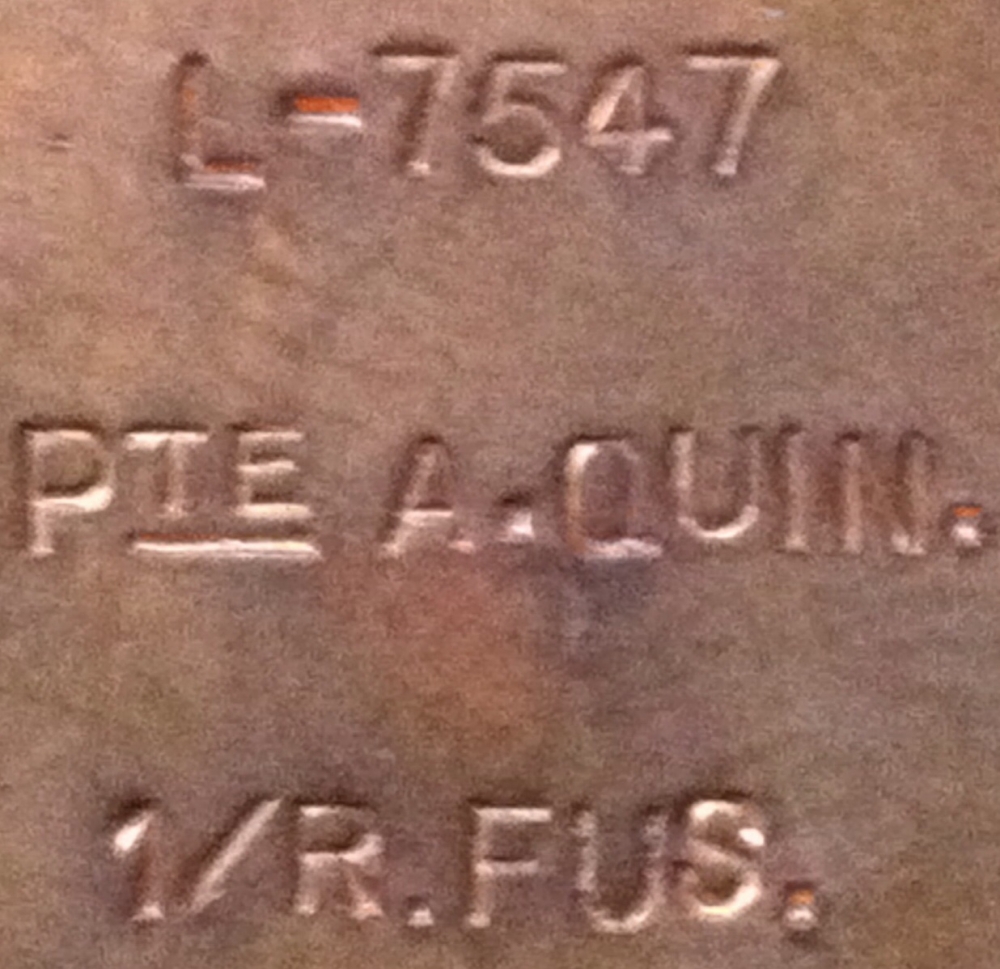 L-7547
PTE A.QUIN.
1/R.FUS.